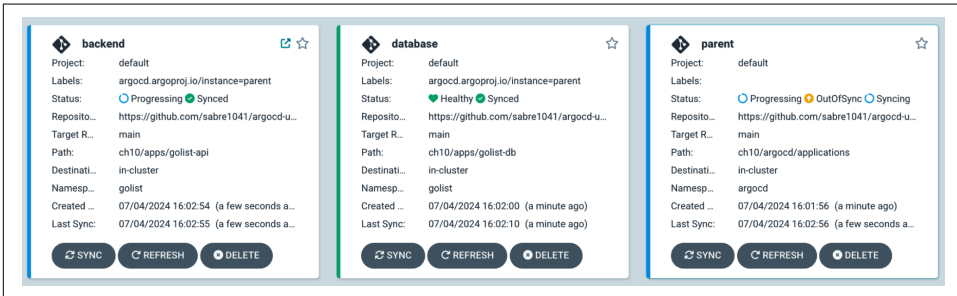 backend
Project: default
Labels: argocd.argoproj.io/instance=parent
Status: Progressing Synced
Reposito... https://github.com/sabre1041/argocd-u...
Target R... main
Path: ch10/apps/golist-api
Destinati... in-cluster
Namesp... golist
Created ... 07/04/2024 16:02:54 (a few seconds a...
Last Sync: 07/04/2024 16:02:55 (a few seconds a...
SYNC REFRESH DELETE
database
Project: default
Labels: argocd.argoproj.io/instance=parent
Status: Healthy Synced
Reposito... https://github.com/sabre1041/argocd-u...
Target R... main
Path: ch10/apps/golist-db
Destinati... in-cluster
Namesp... golist
Created ... 07/04/2024 16:02:00 (a minute ago)
Last Sync: 07/04/2024 16:02:10 (a minute ago)
SYNC REFRESH DELETE
parent
Project: default
Labels:
Status: Progressing OutOfSync Syncing
Reposito... https://github.com/sabre1041/argocd-u...
Target R... main
Path: ch10/argocd/applications
Destinati... in-cluster
Namesp... argocd
Created ... 07/04/2024 16:01:56 (a minute ago)
Last Sync: 07/04/2024 16:02:56 (a few seconds a...
SYNC REFRESH DELETE